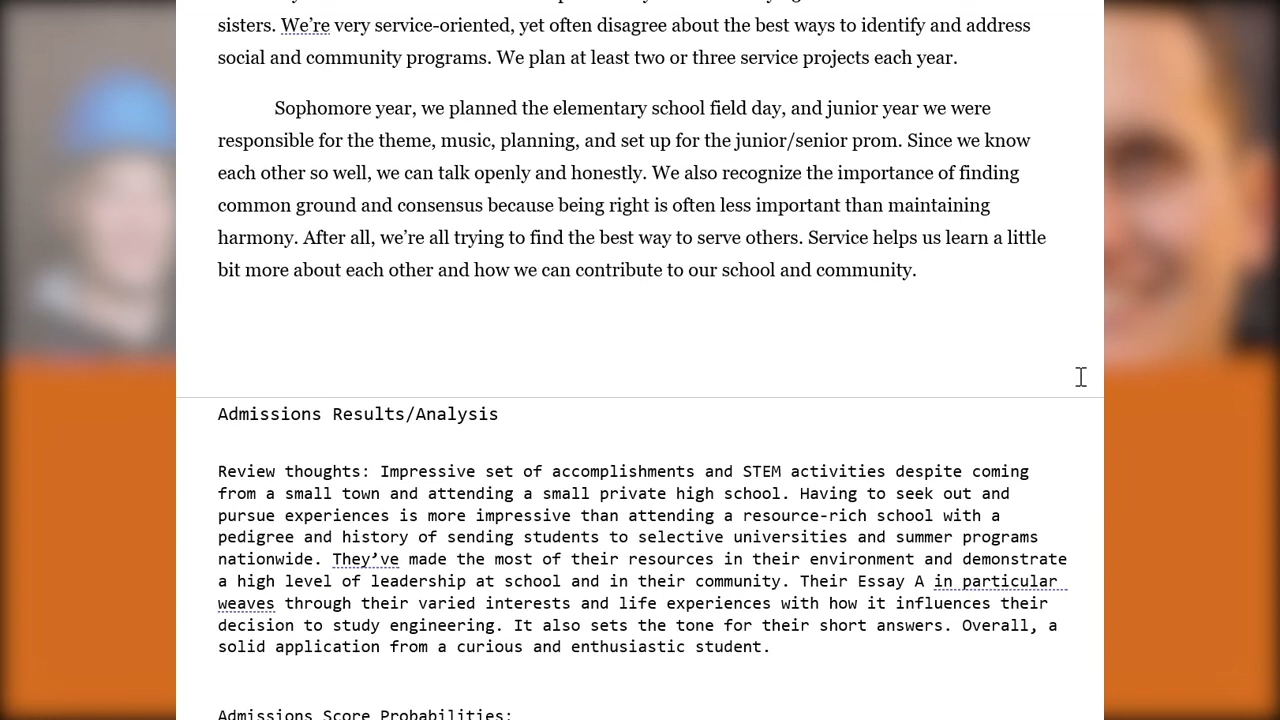 sisters. We're very service-oriented, yet often disagree about the best ways to identify and address
social and community programs. We plan at least two or three service projects each year.
Sophomore year, we planned the elementary school field day, and junior year we were
responsible for the theme, music, planning, and set up for the junior/senior prom. Since we know
each other so well, we can talk openly and honestly. We also recognize the importance of finding
common ground and consensus because being right is often less important than maintaining
harmony. After all, we're all trying to find the best way to serve others. Service helps us learn a little
bit more about each other and how we can contribute to our school and community.
Admissions Results/Analysis
Review thoughts: Impressive set of accomplishments and STEM activities despite coming
from a small town and attending a small private high school. Having to seek out and
pursue experiences is more impressive than attending a resource-rich school with a
pedigree and history of sending students to selective universities and summer programs
nationwide. They've made the most of their resources in their environment and demonstrate
a high level of leadership at school and in their community. Their Essay A in particular
weaves through their varied interests and life experiences with how it influences their
decision to study engineering. It also sets the tone for their short answers. Overall, a
solid application from a curious and enthusiastic student.
Admissions Score Probabilities: